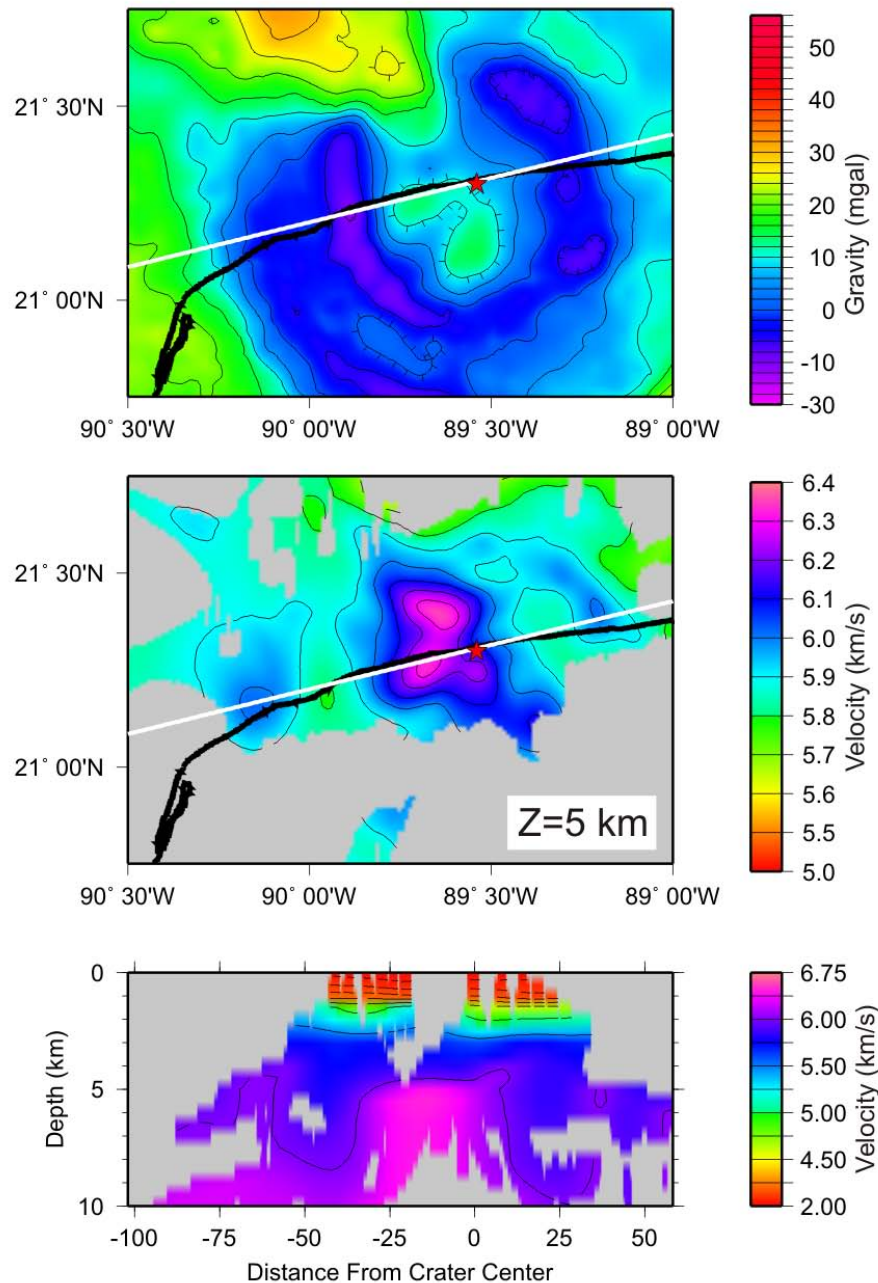 21° 30'N
21° 00'N
90° 30'W 90° 00'W 89° 30'W 89° 00'W
50
40
30
20
10
0
-10
-30
Gravity (mgal)
21° 30'N
21° 00'N
Z=5 km
90° 30'W 90° 00'W 89° 30'W 89° 00'W
6.4
6.3
6.2
6.1
6.0
5.9
5.8
5.7
5.6
5.5
5.0
Velocity (km/s)
0
5
10
Depth (km)
-100 -75 -50 -25 0 25 50
Distance From Crater Center
6.75
6.00
5.50
5.00
4.50
2.00
Velocity (km/s)